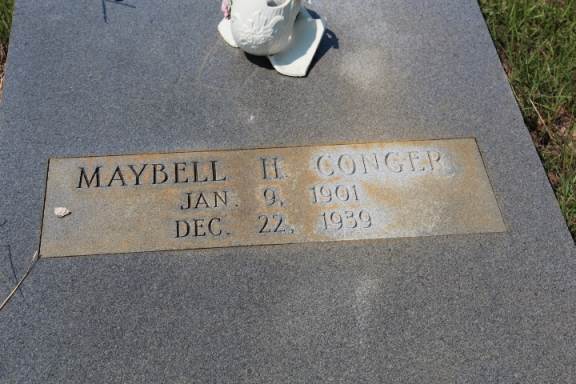 MAYBELL H. CONGER
JAN. 9, 1901
DEC. 22, 1939